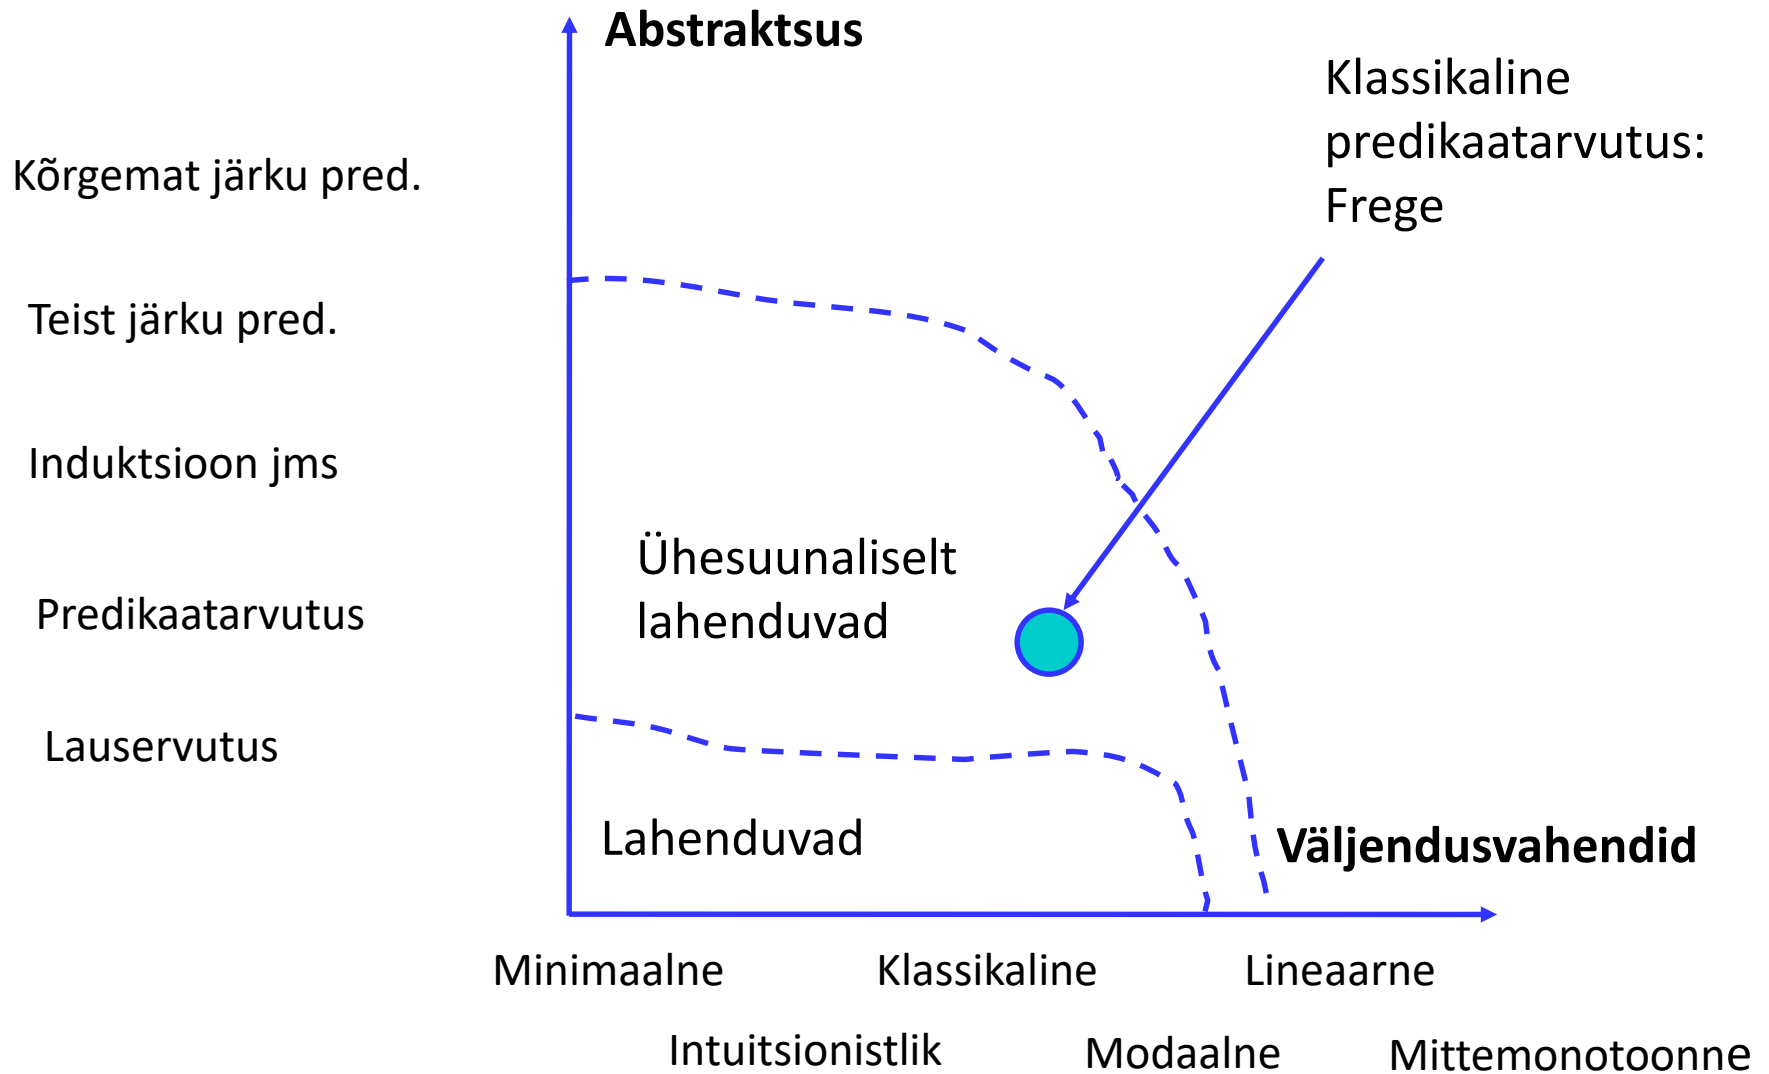 Abstraktsus
Klassikaline
predikaatarvutus:
Frege
Kõrgemat järku pred.
Teist järku pred.
Induktsioon jms
Ühesuunaliselt
lahenduvad
Predikaatarvutus
Lauservutus
Lahenduvad
Väljendusvahendid
Minimaalne
Klassikaline
Lineaarne
Intuitsionistlik
Modaalne
Mittemonotoonne